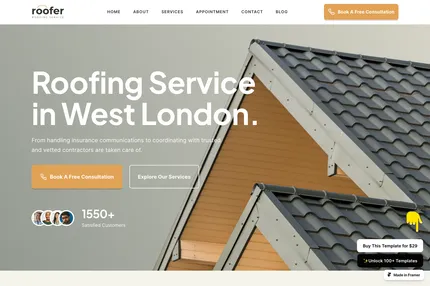 roofer
ROOFING SERVICE
HOME
ABOUT
SERVICES
APPOINTMENT
CONTACT
BLOG
Book A Free Consultation
Roofing Service
in West London.
From handling insurance communications to coordinating with trusted
and vetted contractors are taken care of.
Book A Free Consultation
Explore Our Services
1550+
Satisfied Customers
Buy This Template for $29
Unlock 100+ Templates
Made in Framer